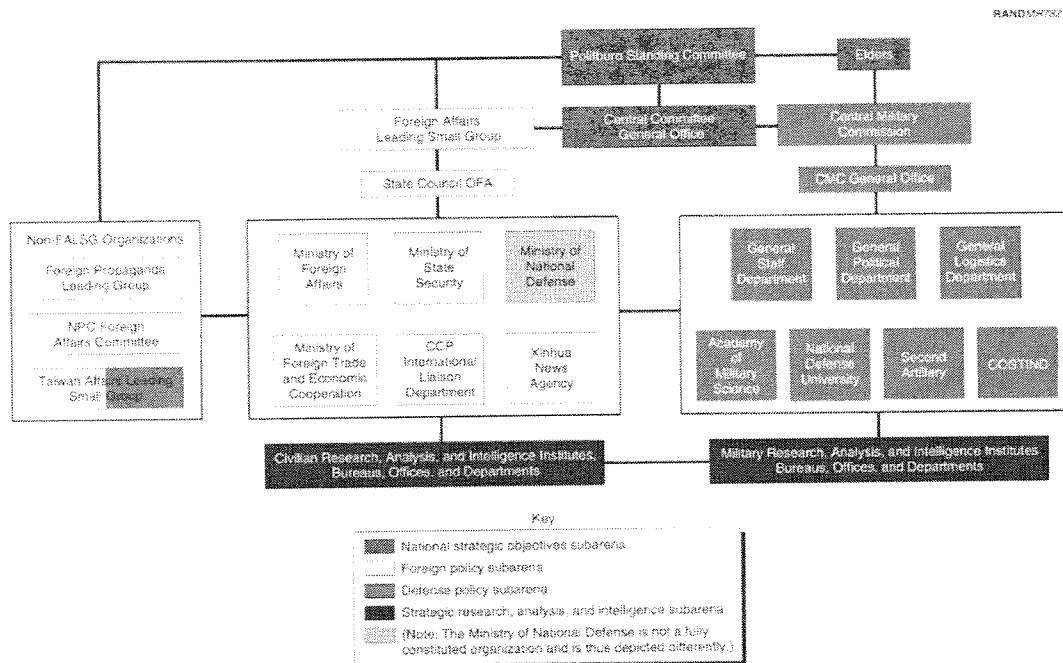 RANDMR782
Politburo Standing Committee
Elders
Foreign Affairs
Leading Small Group
Central Committee
General Office
Central Military
Commission
State Council OFA
CMC General Office
Non-FALSG Organizations
Foreign Propaganda
Leading Group
NPC Foreign
Affairs Committee
Taiwan Affairs Leading
Small Group
Ministry of
Foreign
Affairs
Ministry of
State
Security
Ministry of
National
Defense
Ministry of
Foreign Trade
and Economic
Cooperation
CCP
International
Liaison
Department
Xinhua
News
Agency
General
Staff
Department
General
Political
Department
General
Logistics
Department
Academy
of
Military
Science
National
Defense
University
Second
Artillery
COSTIND
Civilian Research, Analysis, and Intelligence Institutes,
Bureaus, Offices, and Departments
Military Research, Analysis, and Intelligence Institutes
Bureaus, Offices, and Departments
Key
National strategic objectives subarena
Foreign policy subarena
Defense policy subarena
Strategic research, analysis, and intelligence subarena
(Note: The Ministry of National Defense is not a fully
constituted organization and is thus depicted differently.)